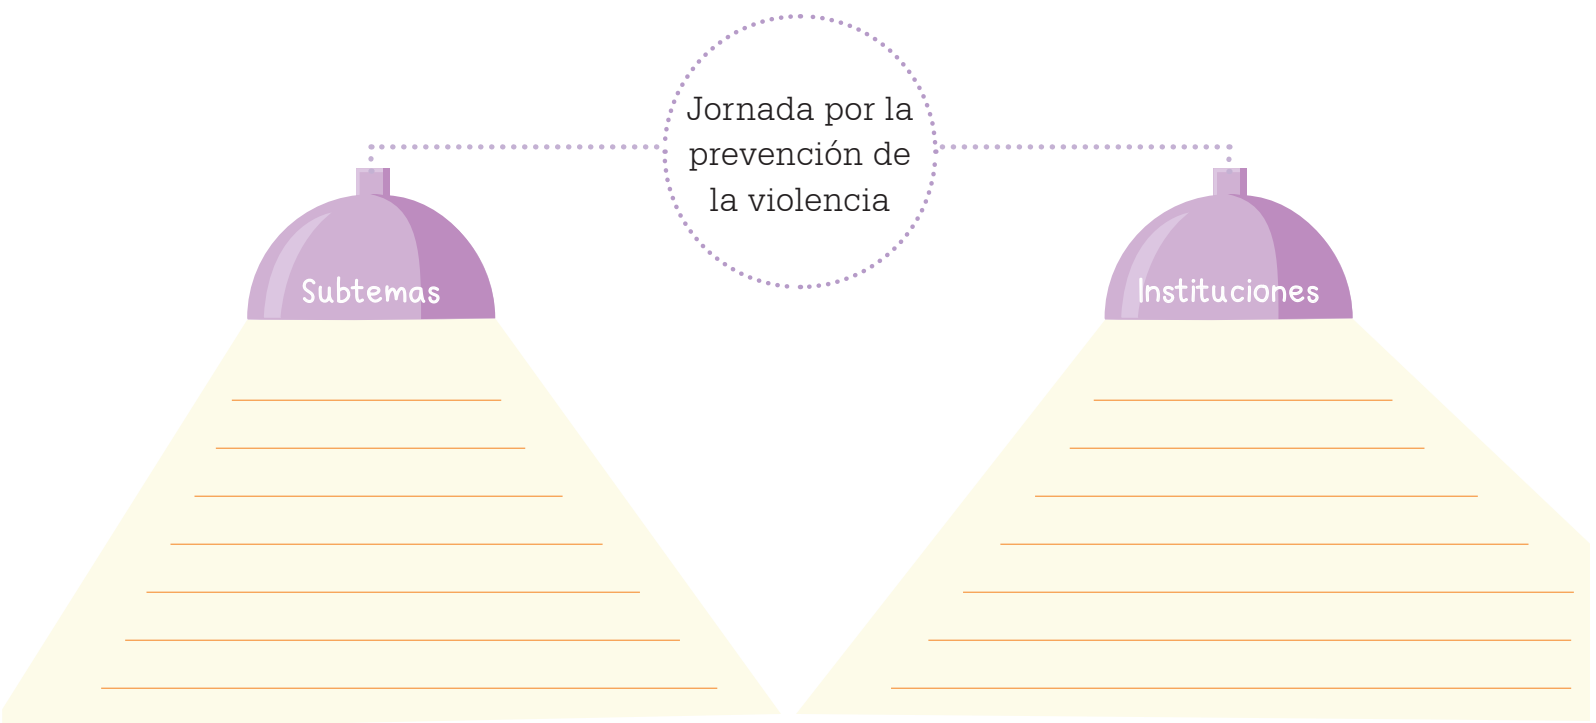 Jornada por la
prevención de
la violencia
Subtemas
Instituciones